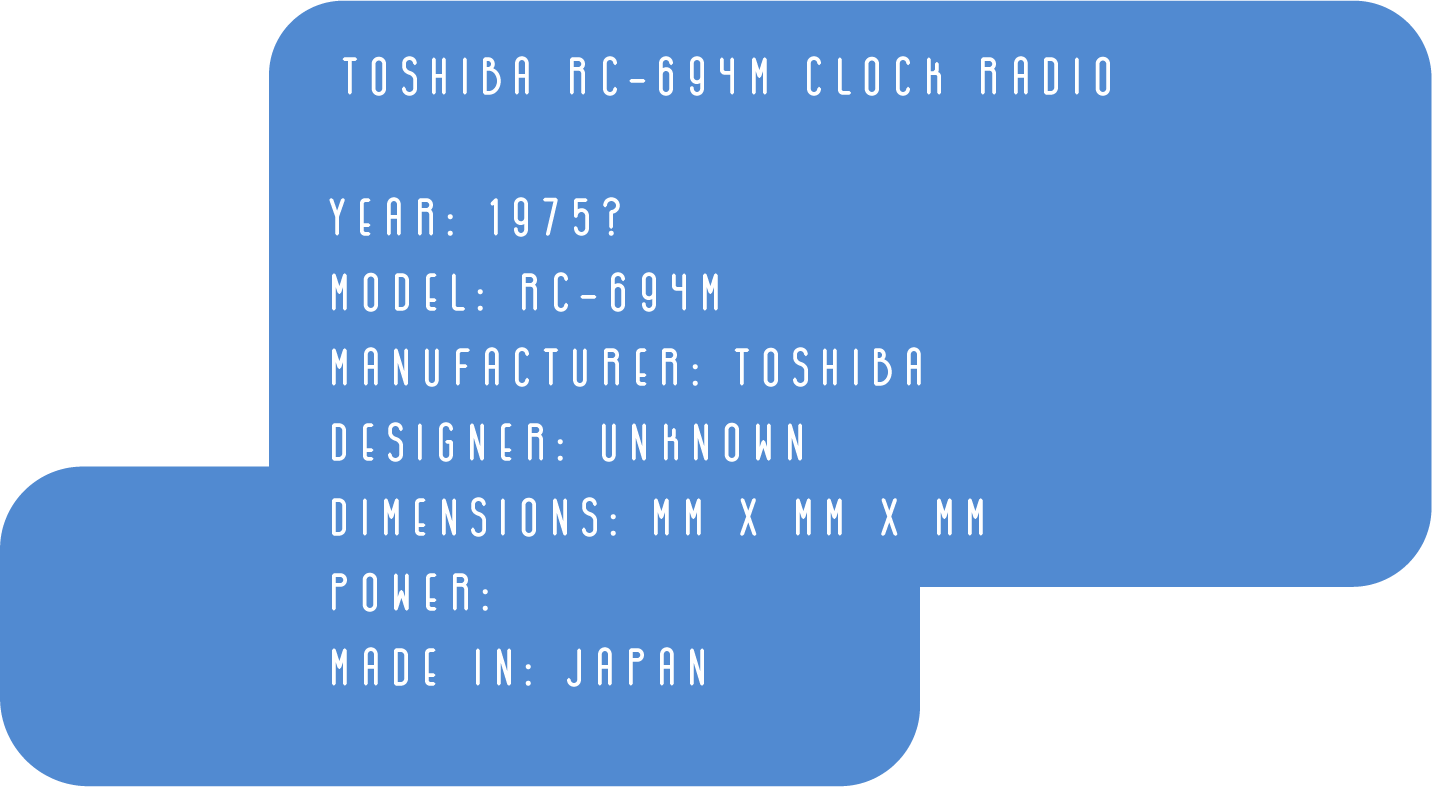 TOSHIBA RC-694M CLOCK RADIO
YEAR: 1975?
MODEL: RC-694M
MANUFACTURER: TOSHIBA
DESIGNER: UNKNOWN
DIMENSIONS: MM X MM X MM
POWER:
MADE IN: JAPAN